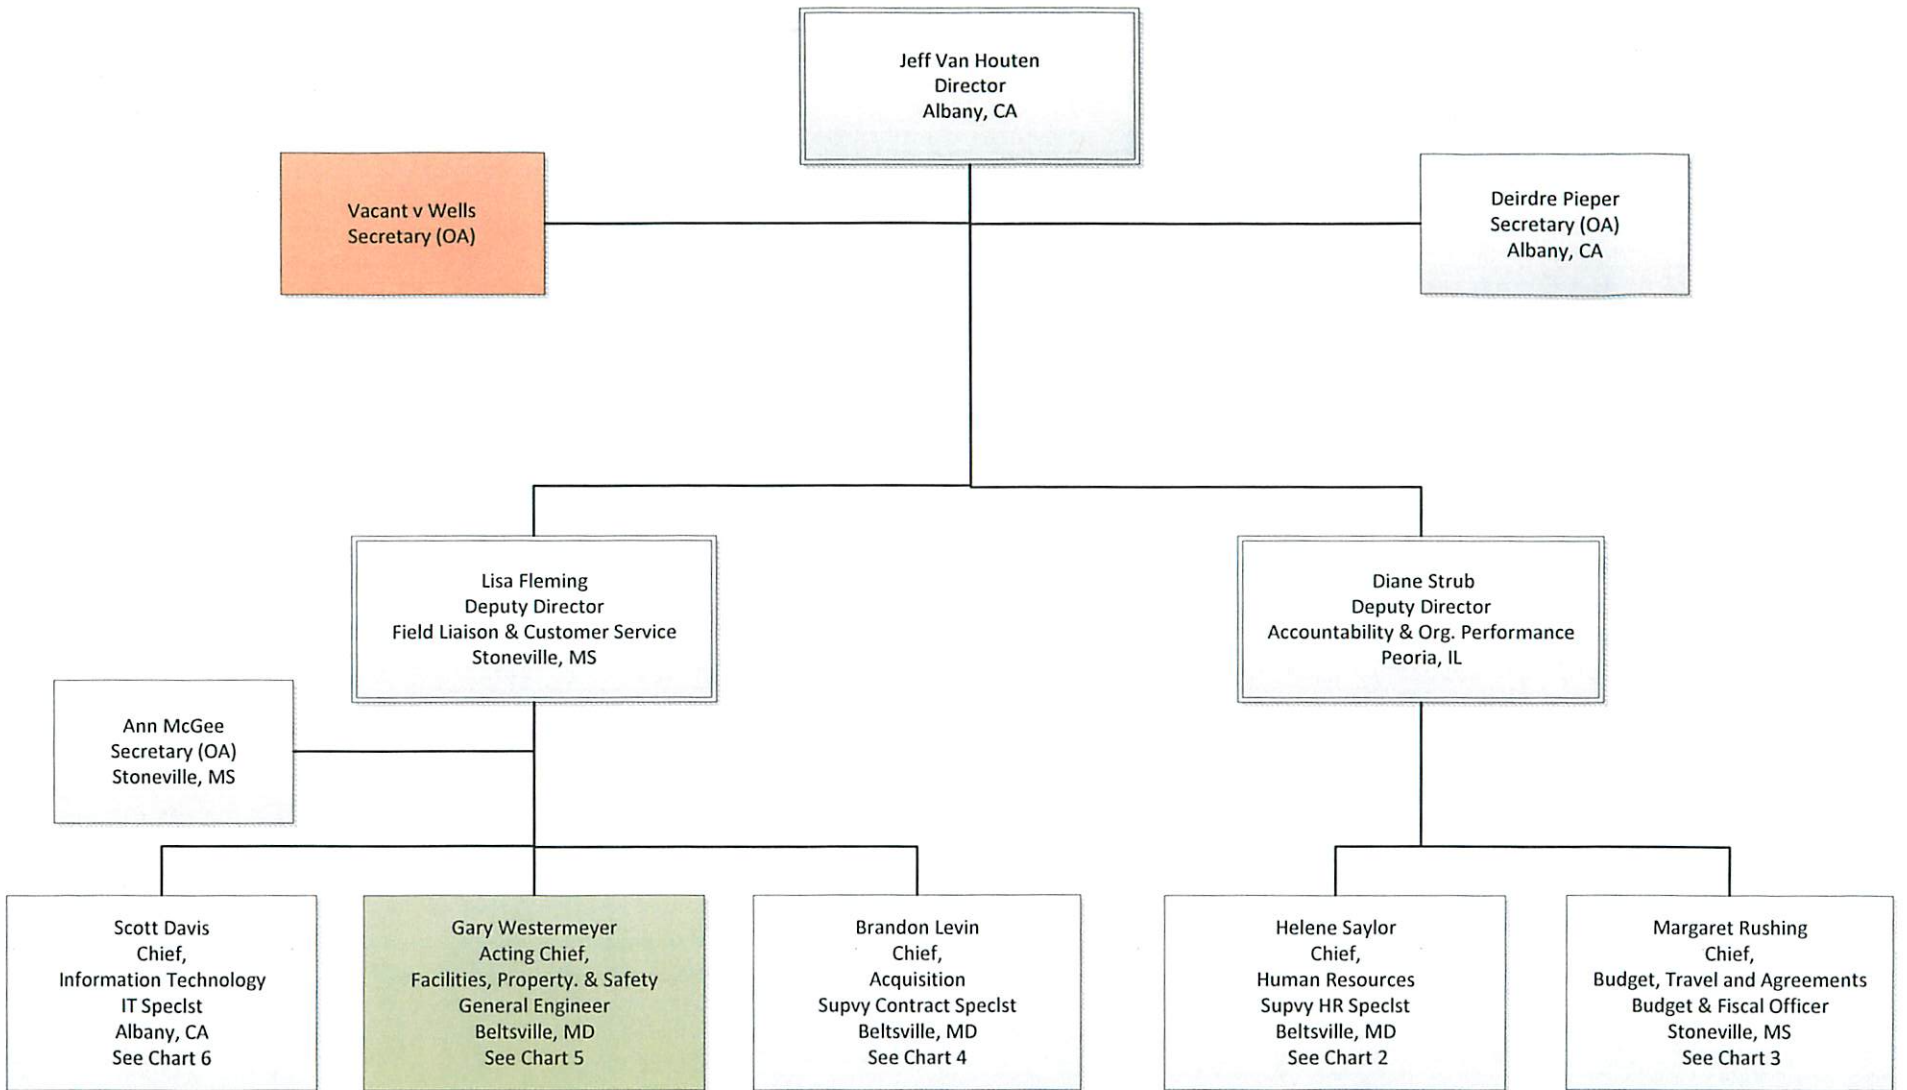 Jeff Van Houten
Director
Albany, CA
Vacant v Wells
Secretary (OA)
Deirdre Pieper
Secretary (OA)
Albany, CA
Lisa Fleming
Deputy Director
Field Liaison & Customer Service
Stoneville, MS
Diane Strub
Deputy Director
Accountability & Org. Performance
Peoria, IL
Ann McGee
Secretary (OA)
Stoneville, MS
Scott Davis
Chief,
Information Technology
IT Speclst
Albany, CA
See Chart 6
Gary Westermeyer
Acting Chief,
Facilities, Property. & Safety
General Engineer
Beltsville, MD
See Chart 5
Brandon Levin
Chief,
Acquisition
Supvy Contract Speclst
Beltsville, MD
See Chart 4
Helene Saylor
Chief,
Human Resources
Supvy HR Speclst
Beltsville, MD
See Chart 2
Margaret Rushing
Chief,
Budget, Travel and Agreements
Budget & Fiscal Officer
Stoneville, MS
See Chart 3